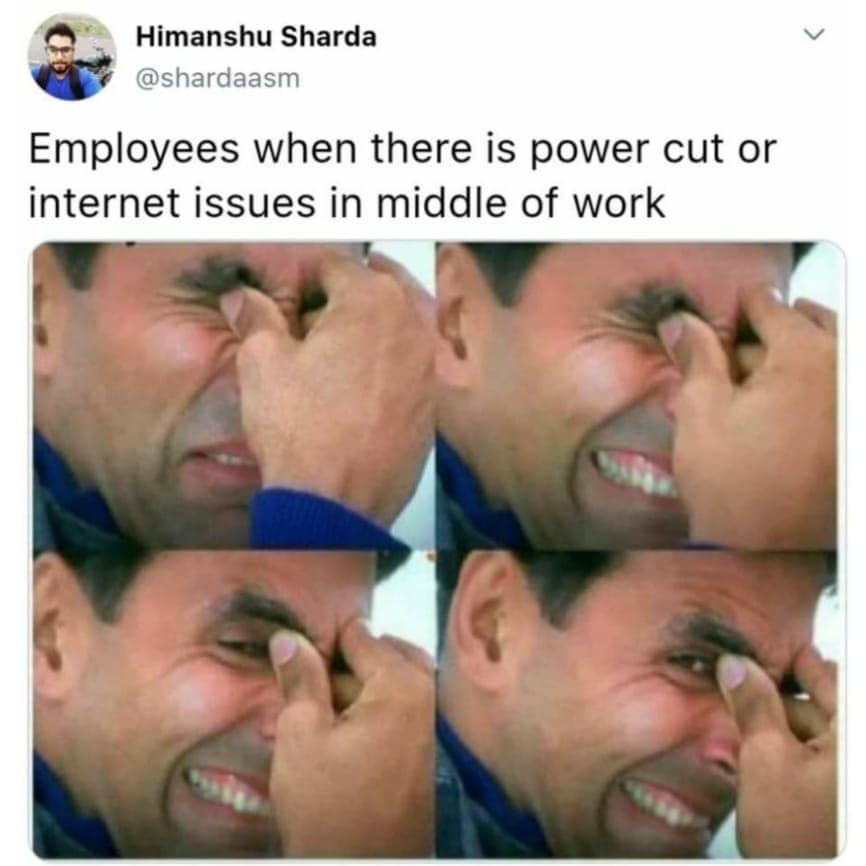 Himanshu Sharda
@shardaasm
Employees when there is power cut or
internet issues in middle of work